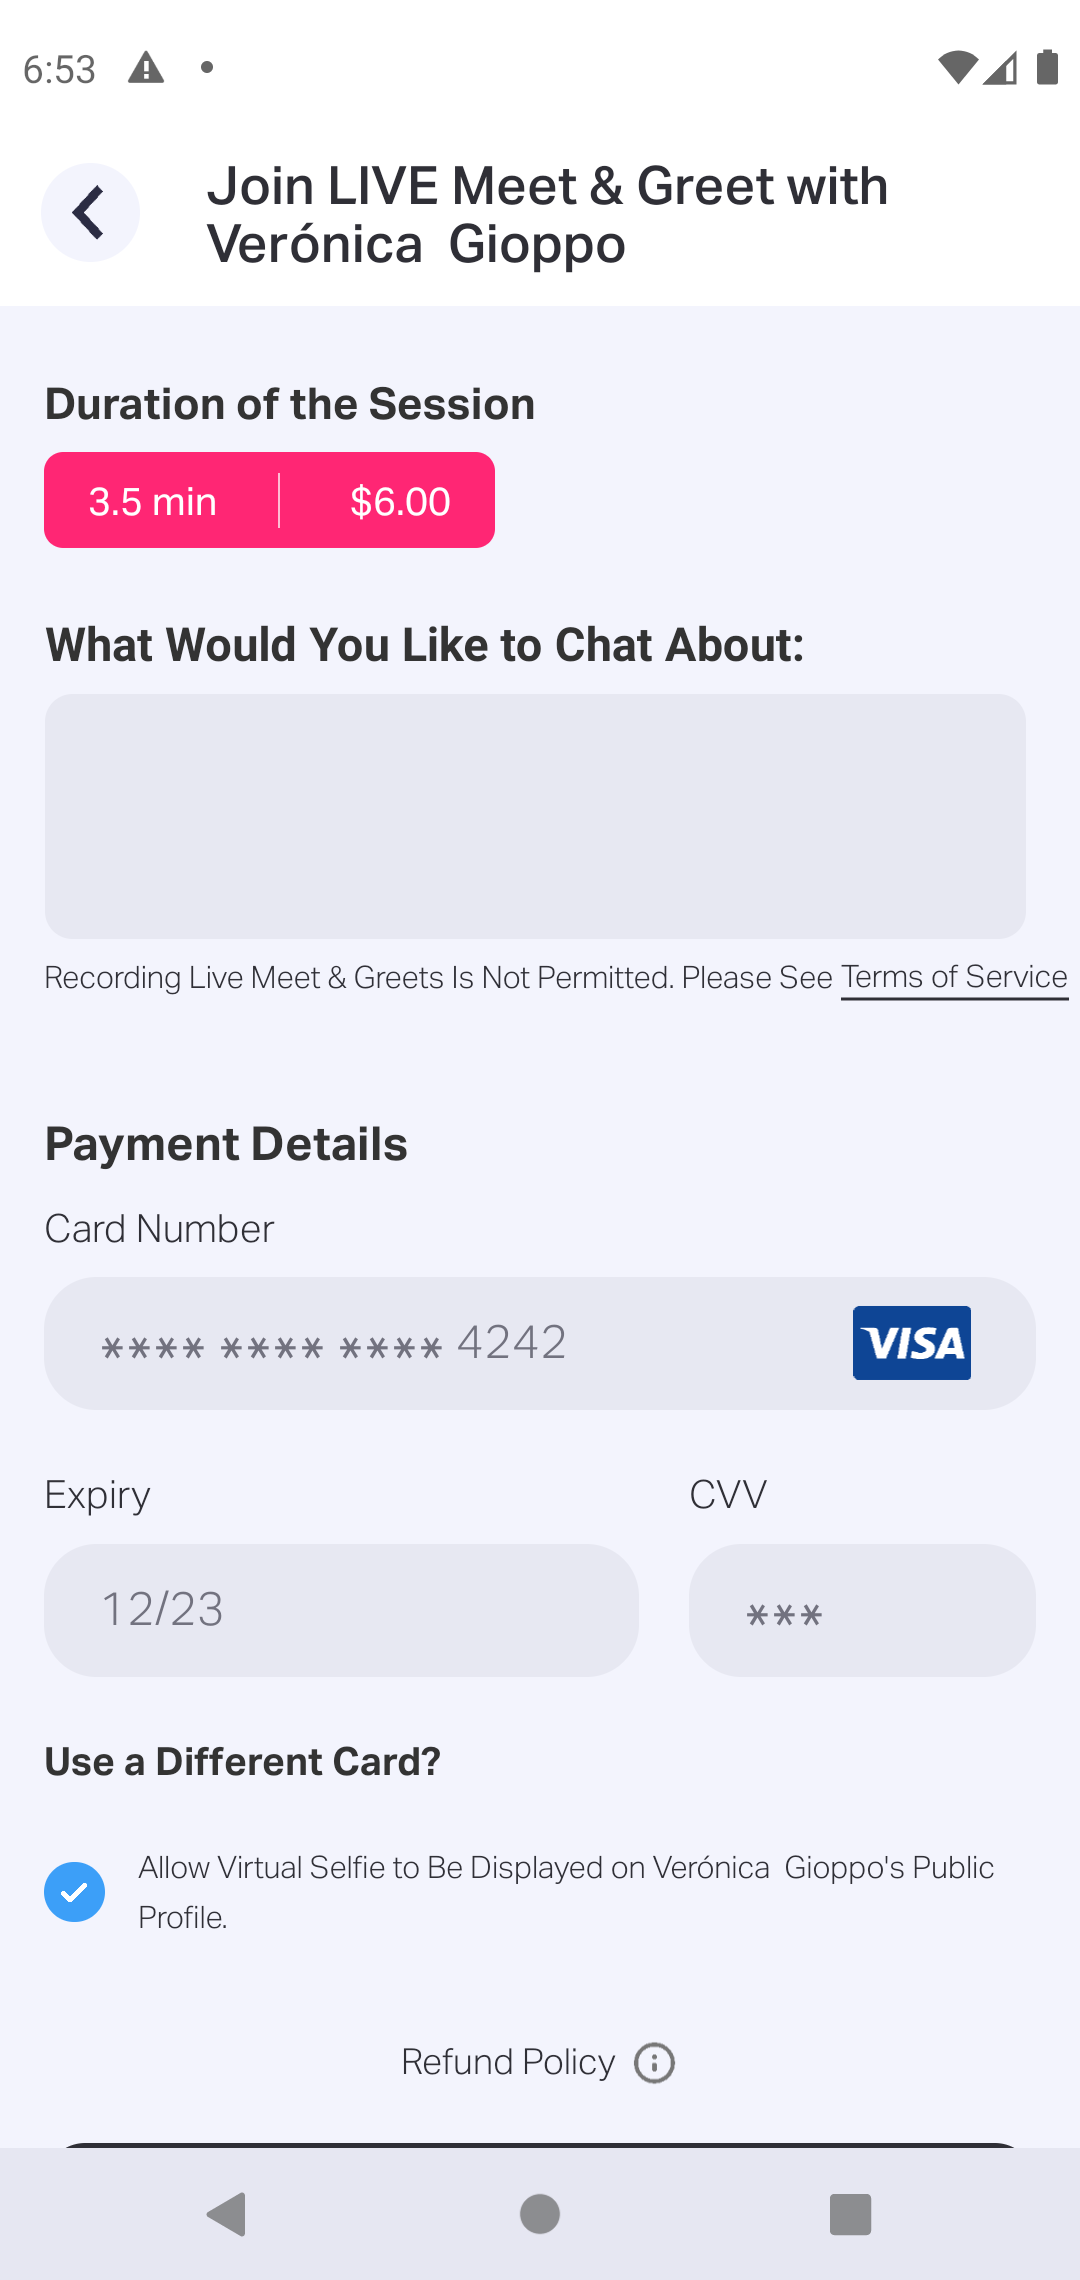 6:53
Join LIVE Meet & Greet with
Verónica  Gioppo
Duration of the Session
3.5 min
$6.00
What Would You Like to Chat About:
Recording Live Meet & Greets Is Not Permitted. Please See Terms of Service
Payment Details
Card Number
**** **** **** 4242
VISA
Expiry
CVV
12/23
***
Use a Different Card?
Allow Virtual Selfie to Be Displayed on Verónica  Gioppo's Public
Profile.
Refund Policy